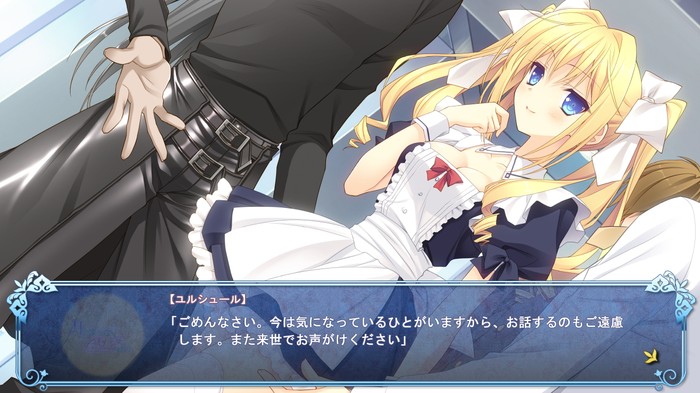 【ユルシュール】
「ごめんなさい。今は気になっているひとがいますから、お話するのもご遠慮
します。また来世でお声がけください」